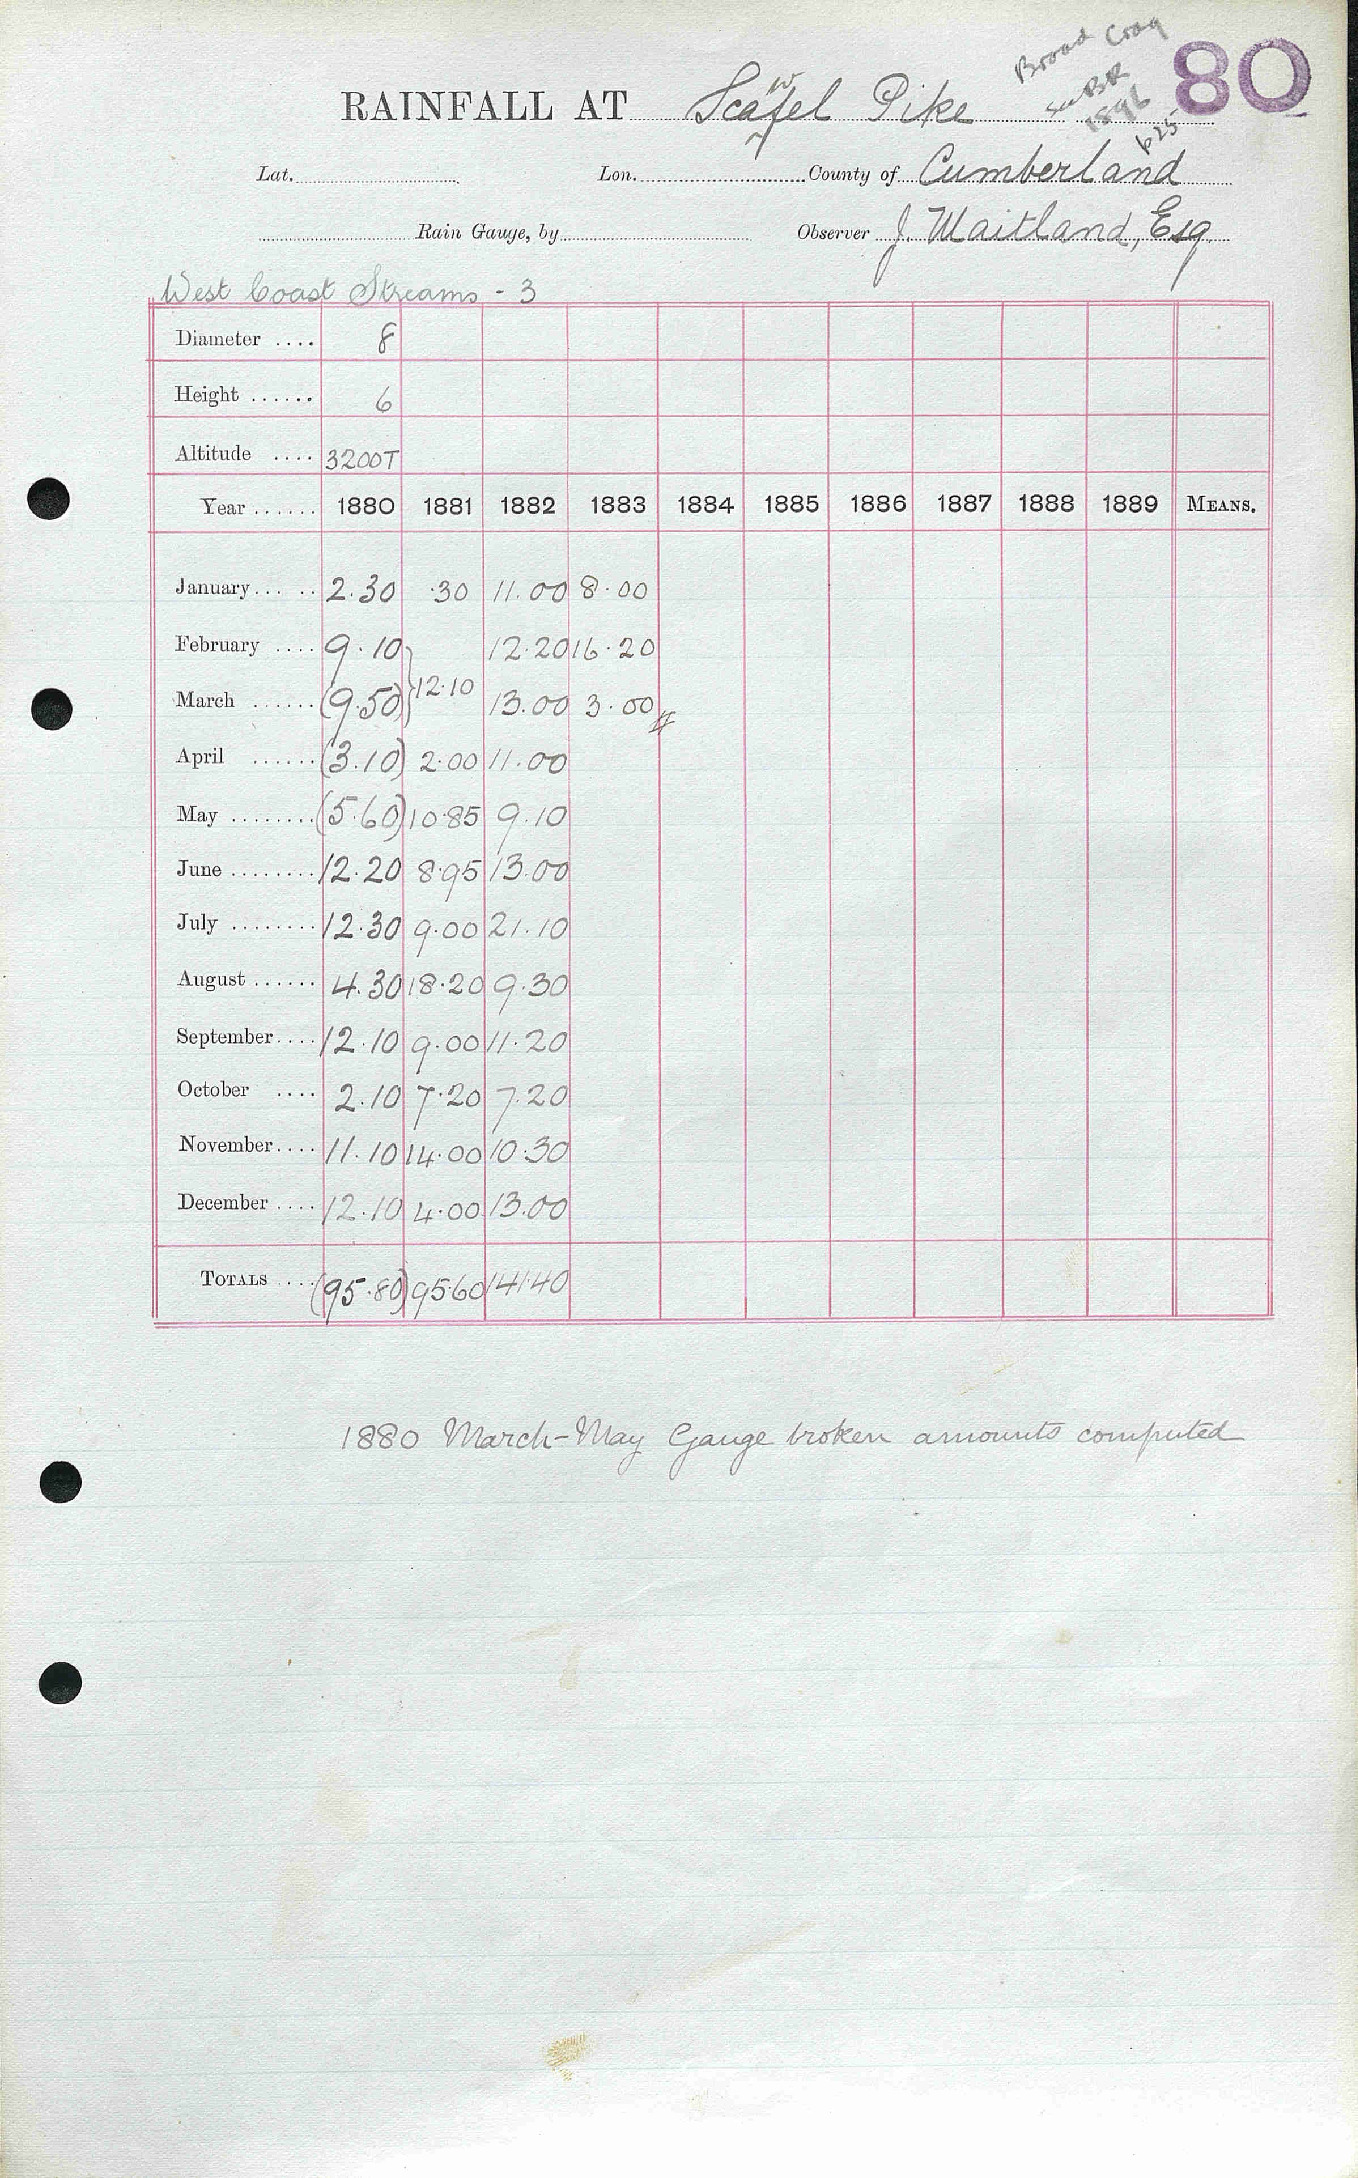 Broad Crag
80
RAINFALL AT Scafel Pike
w
see BR
1896
p25
Lat. Lon. County of Cumberland
Rain Gauge, by Observer J. Maitland, Esq
West Coast Streams - 3
Diameter .... 8
Height ...... 6
Altitude .... 3200T
Year ...... 1880 1881 1882 1883 1884 1885 1886 1887 1888 1889 MEANS.
January... .. 2.30 .30 11.00 8.00
February .... 9.10 12.20 16.20
March ...... (9.50) } 12.10 13.00 3.00 #
April ...... (3.10) 2.00 11.00
May ........ (5.60) 10.85 9.10
June ........ 12.20 8.95 13.00
July ........ 12.30 9.00 21.10
August ...... 4.30 18.20 9.30
September.... 12.10 9.00 11.20
October .... 2.10 7.20 7.20
November.... 11.10 14.00 10.30
December .... 12.10 4.00 13.00
TOTALS .... (95.80) 95.60 141.40
1880 March-May Gauge broken amounts computed